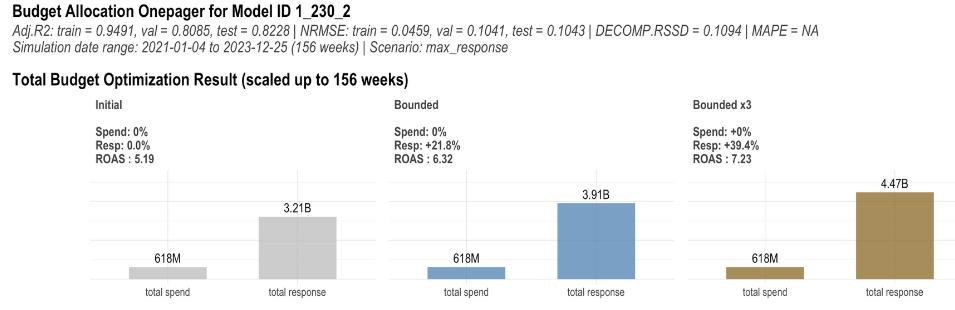 Budget Allocation Onepager for Model ID 1_230_2
Adj.R2: train = 0.9491, val = 0.8085, test = 0.8228 | NRMSE: train = 0.0459, val = 0.1041, test = 0.1043 | DECOMP.RSSD = 0.1094 | MAPE = NA
Simulation date range: 2021-01-04 to 2023-12-25 (156 weeks) | Scenario: max_response
Total Budget Optimization Result (scaled up to 156 weeks)
Initial
Spend: 0%
Resp: 0.0%
ROAS : 5.19
618M
3.21B
total spend
total response
Bounded
Spend: 0%
Resp: +21.8%
ROAS : 6.32
618M
3.91B
total spend
total response
Bounded x3
Spend: +0%
Resp: +39.4%
ROAS : 7.23
618M
4.47B
total spend
total response